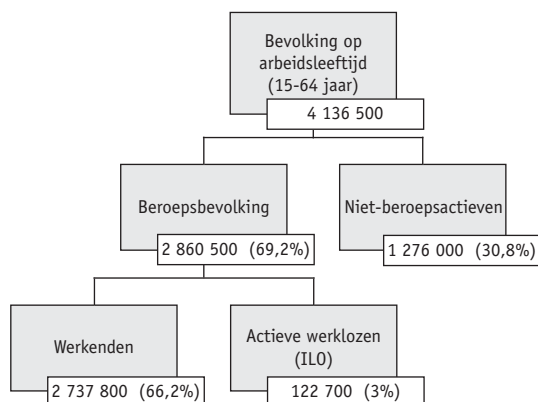 Bevolking op
arbeidsleeftijd
(15-64 jaar)
4 136 500
Beroepsbevolking
2 860 500 (69,2%)
Niet-beroepsactieven
1 276 000 (30,8%)
Werkenden
2 737 800 (66,2%)
Actieve werklozen
(ILO)
122 700 (3%)